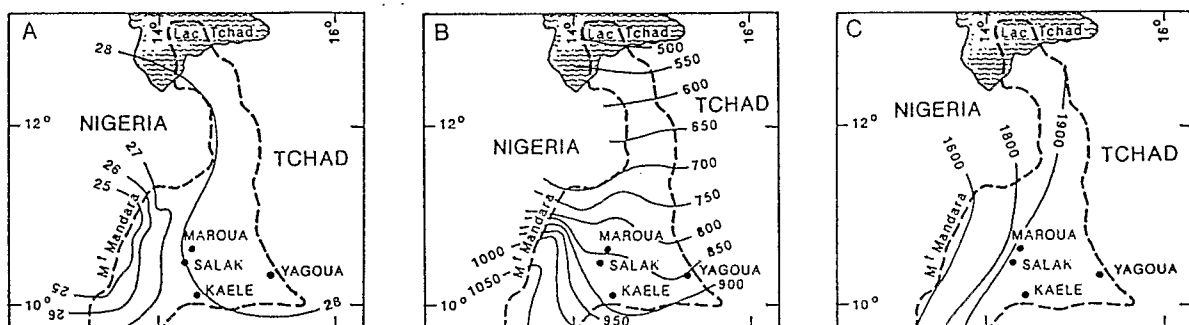 A
14°
16°
Lac Tchad
28
12°
NIGERIA
TCHAD
27
26
25
Mt Mandara
MAROUA
SALAK
YAGOUA
KAELE
10°
25
26
28
B
14°
16°
Lac Tchad
500
550
600
TCHAD
12°
650
NIGERIA
700
750
Mt Mandara
800
MAROUA
850
1000
SALAK
YAGOUA
1050
900
KAELE
10°
950
C
14°
16°
Lac Tchad
12°
NIGERIA
1900
1800
1600
TCHAD
Mt Mandara
MAROUA
SALAK
YAGOUA
KAELE
10°